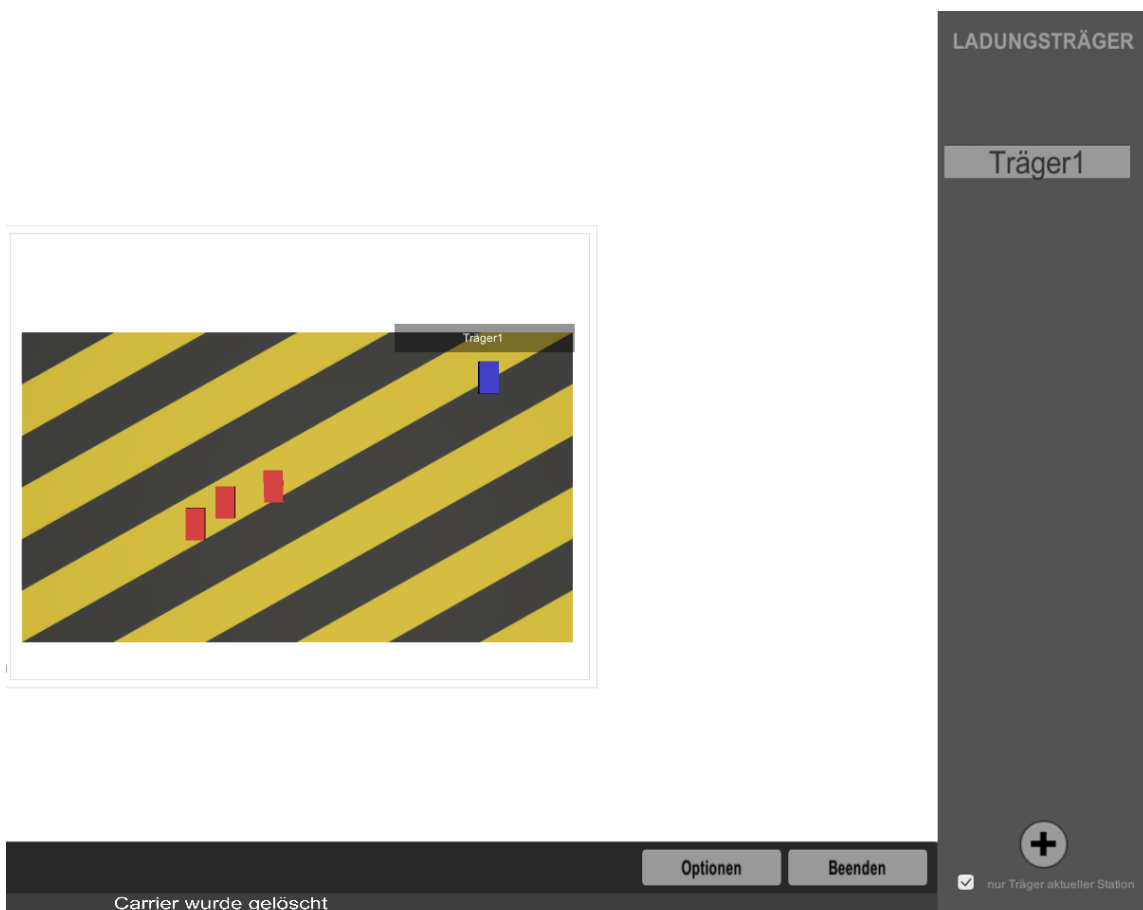 LADUNGSTRÄGER
Träger1
Träger1
Optionen
Beenden
nur Träger aktueller Station
Carrier wurde gelöscht